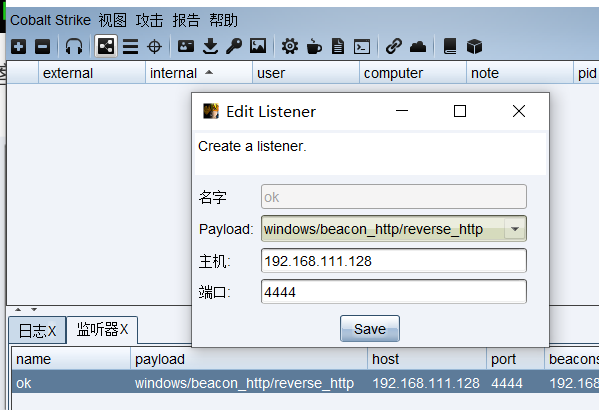 Cobalt Strike 视图 攻击 报告 帮助
external internal user computer note pid
Edit Listener
Create a listener.
名字 ok
Payload: windows/beacon_http/reverse_http
主机: 192.168.111.128
端口: 4444
Save
日志X 监听器X
name payload host port beacons
ok windows/beacon_http/reverse_http 192.168.111.128 4444 192.168